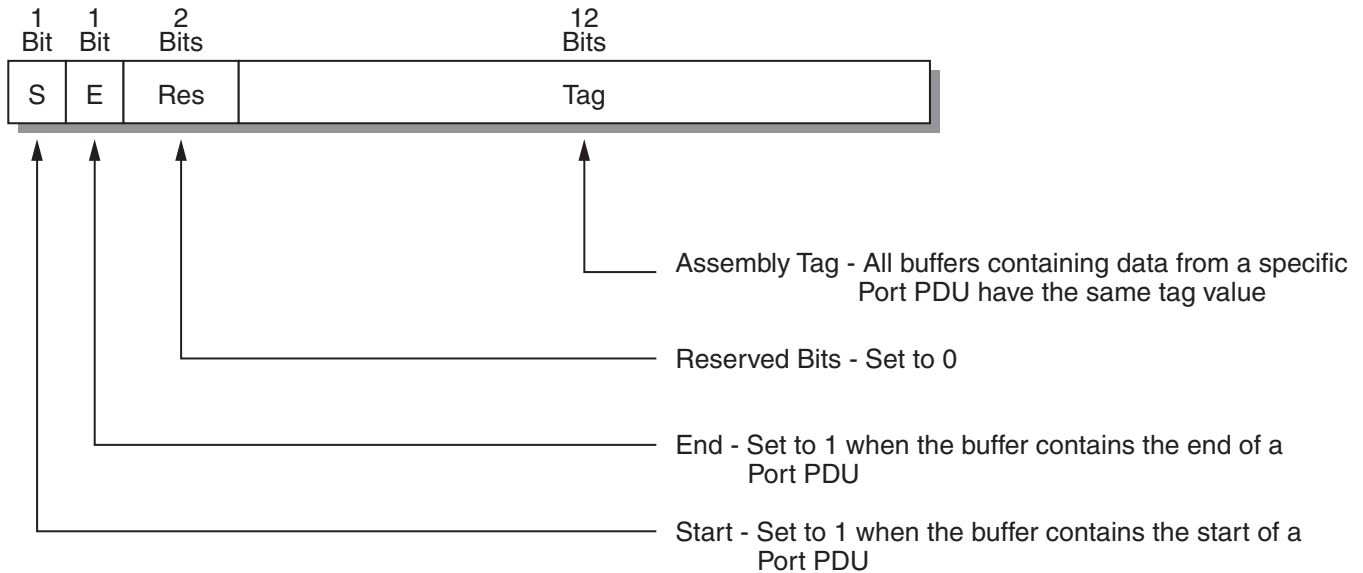 1 1 2 12
Bit Bit Bits Bits
S E Res Tag
Assembly Tag - All buffers containing data from a specific
Port PDU have the same tag value
Reserved Bits - Set to 0
End - Set to 1 when the buffer contains the end of a
Port PDU
Start - Set to 1 when the buffer contains the start of a
Port PDU